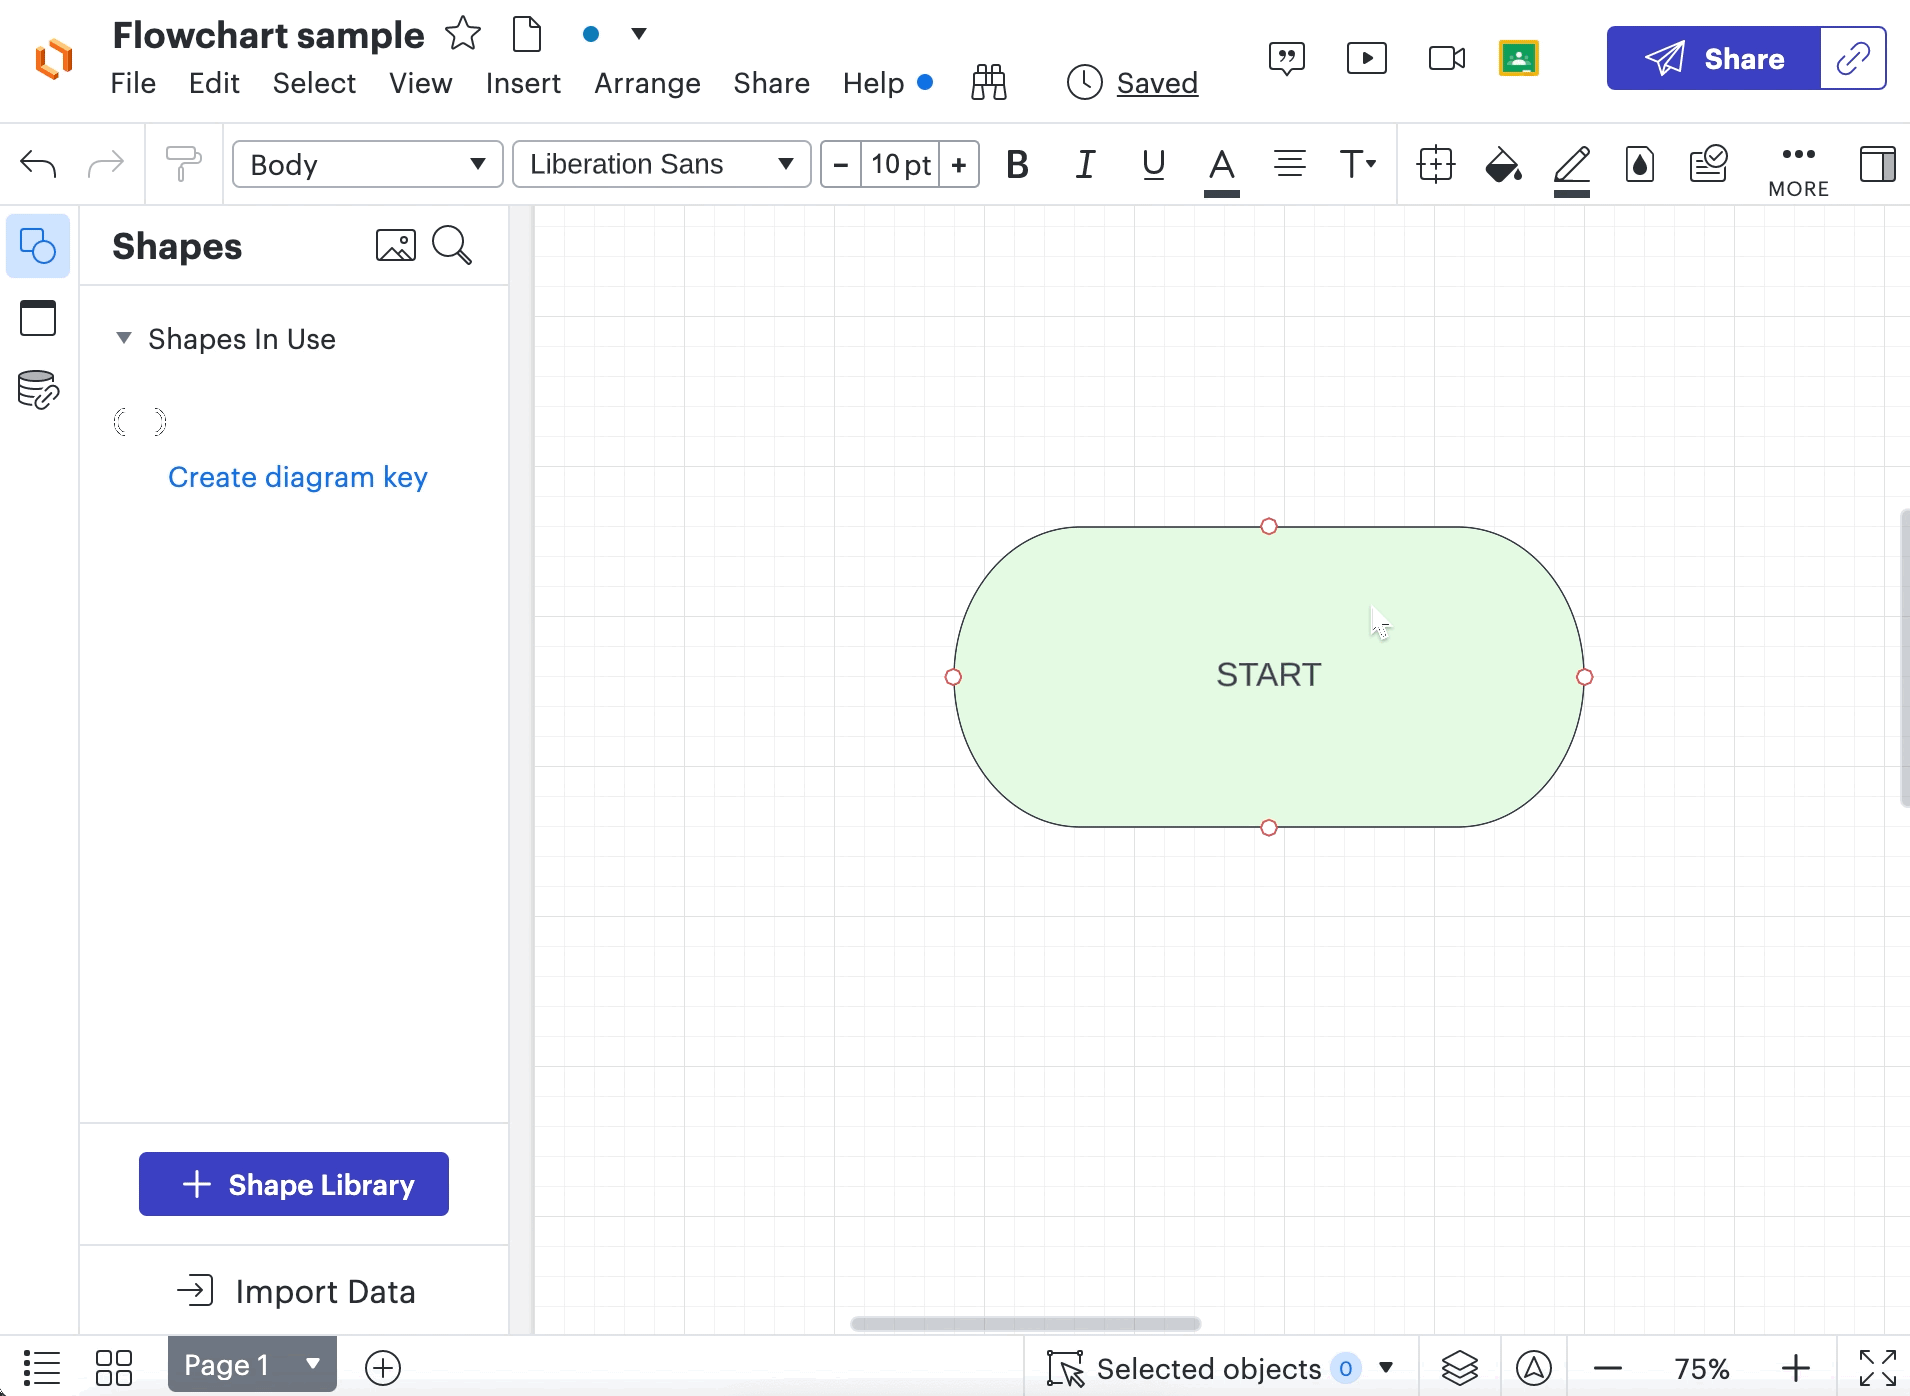 Flowchart sample
File Edit Select View Insert Arrange Share Help Saved
Share
Body Liberation Sans - 10 pt + B I U A T MORE
Shapes
Shapes In Use
Create diagram key
START
+ Shape Library
Import Data
Page 1 Selected objects 0 75%